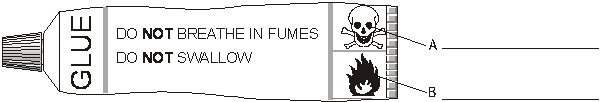 GLUE
DO NOT BREATHE IN FUMES
DO NOT SWALLOW
A
B